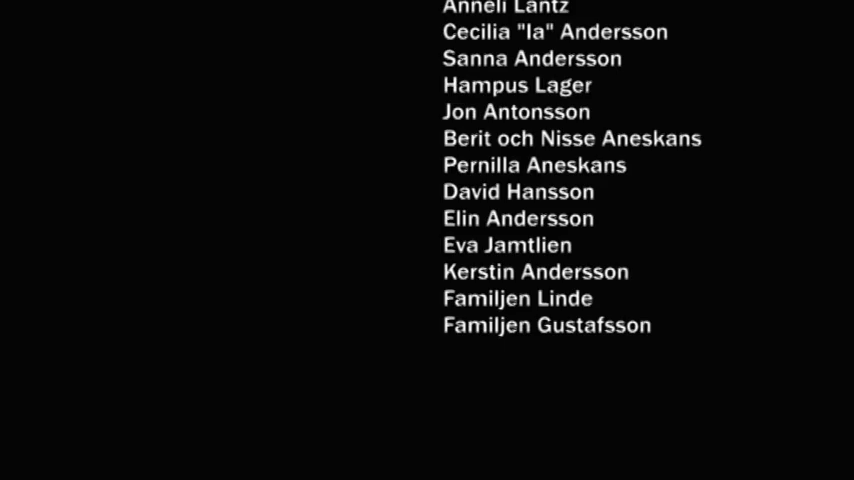 Anneli Lantz
Cecilia "Ia" Andersson
Sanna Andersson
Hampus Lager
Jon Antonsson
Berit och Nisse Aneskans
Pernilla Aneskans
David Hansson
Elin Andersson
Eva Jamtlien
Kerstin Andersson
Familjen Linde
Familjen Gustafsson